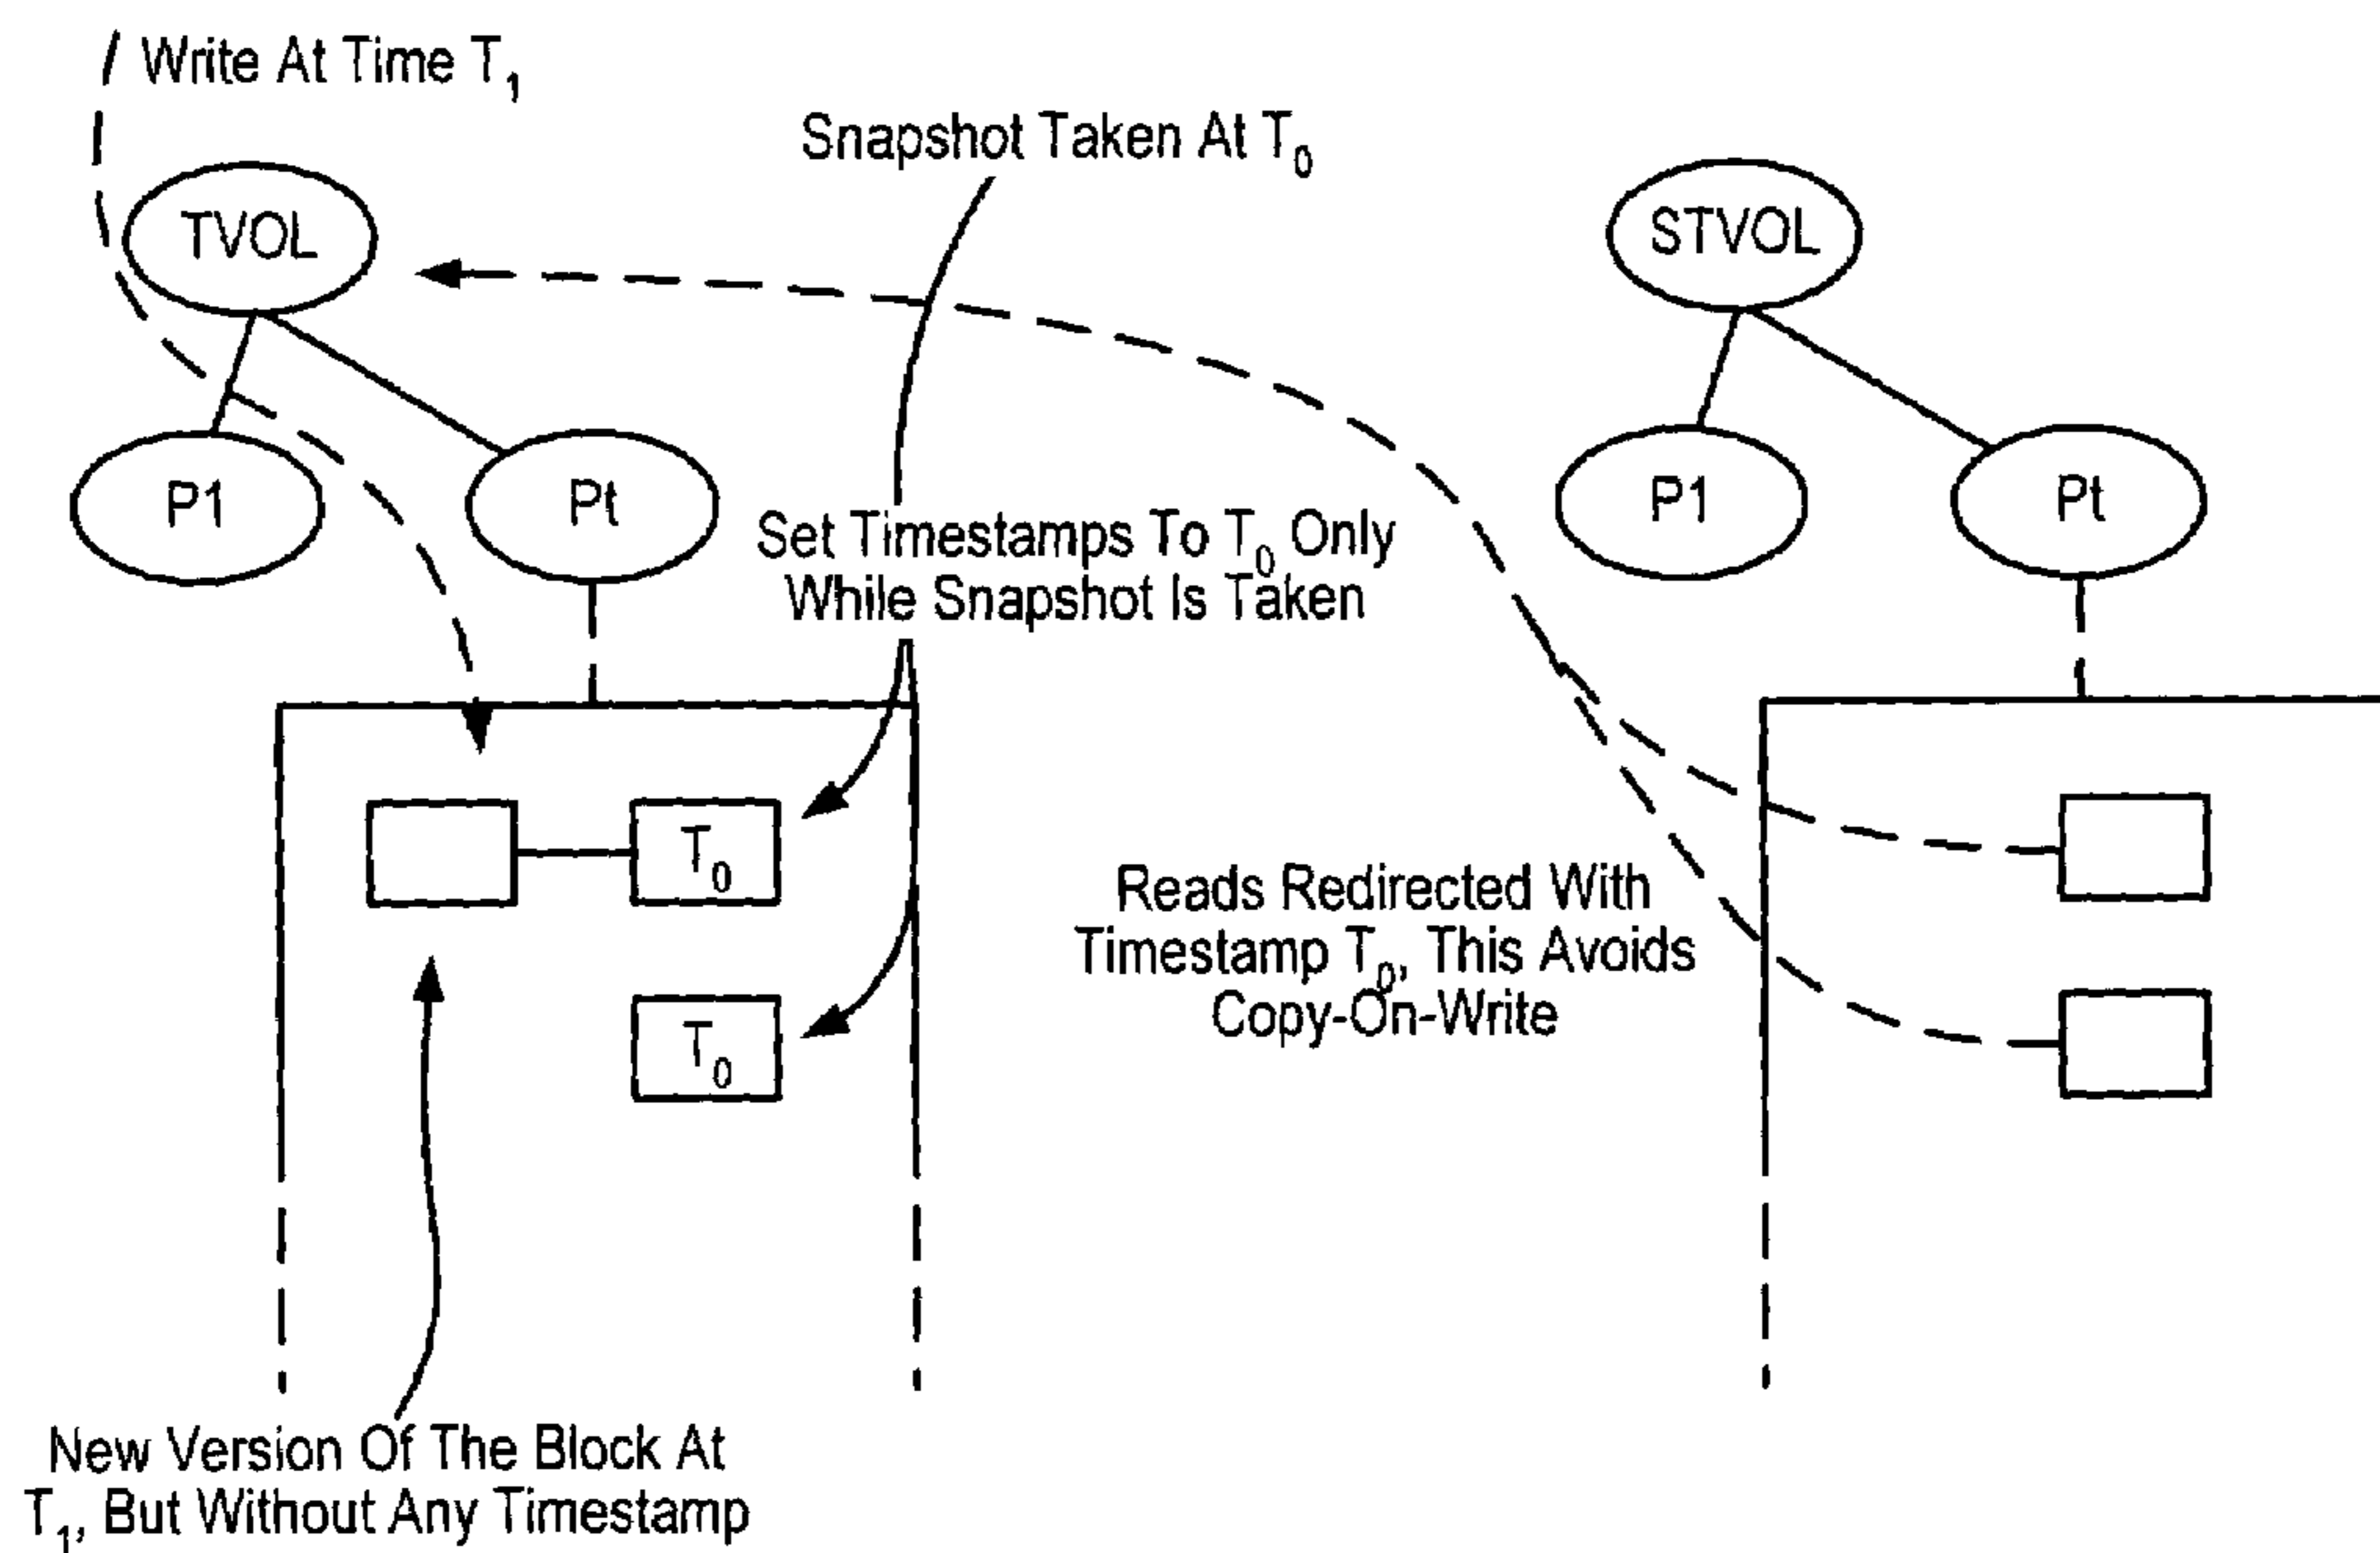 Write At Time T1
Snapshot Taken At T0
TVOL
STVOL
P1
Pt
P1
Pt
Set Timestamps To T0 Only
While Snapshot Is Taken
T0
T0
Reads Redirected With
Timestamp T0, This Avoids
Copy-On-Write
New Version Of The Block At
T1, But Without Any Timestamp